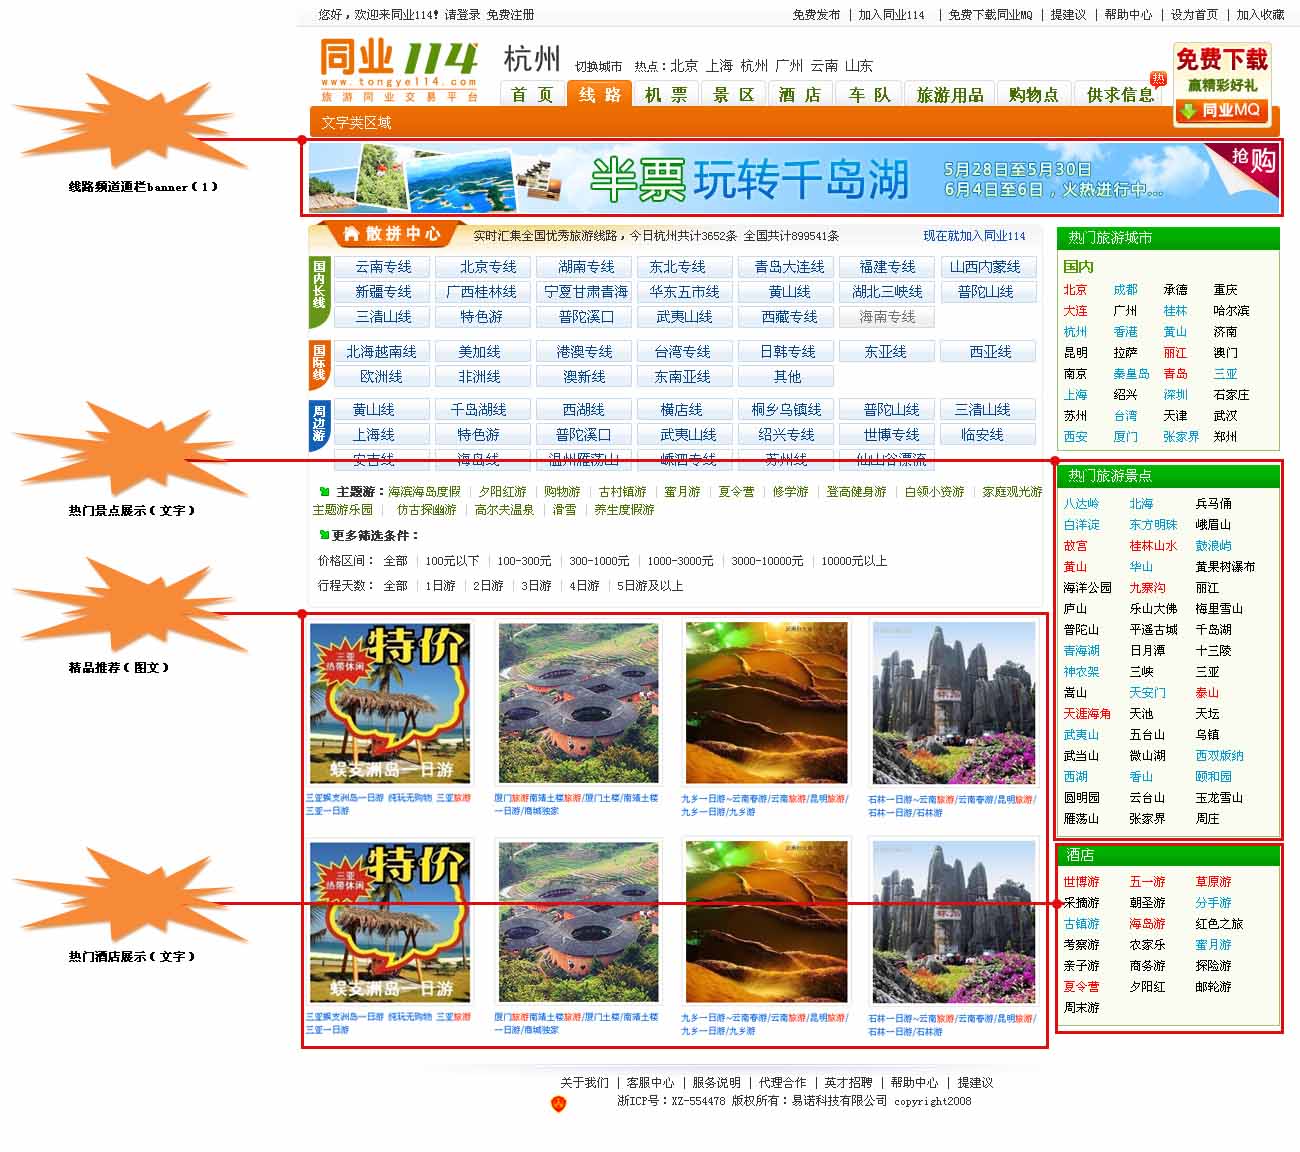 您好，欢迎来同业114! 请登录 免费注册
免费发布 | 加入同业114 | 免费下载同业MQ | 提建议 | 帮助中心 | 设为首页 | 加入收藏
同业114
www.tongye114.com
旅游同业交易平台
杭州 切换城市 热点：北京 上海 杭州 广州 云南 山东
免费下载
赢精彩好礼
同业MQ
首页 线路 机票 景区 酒店 车队 旅游用品 购物点 供求信息 热
文字类区域
线路频道通栏banner（1）
半票玩转千岛湖
5月28日至5月30日
6月4日至6日，火热进行中...
抢购
散拼中心
实时汇集全国优秀旅游线路，今日杭州共计3652条 全国共计899541条
现在就加入同业114
国内长线
云南专线 北京专线 湖南专线 东北专线 青岛大连线 福建专线 山西内蒙线
新疆专线 广西桂林线 宁夏甘肃青海 华东五市线 黄山线 湖北三峡线 普陀山线
三清山线 特色游 普陀溪口 武夷山线 西藏专线 海南专线
国际线
北海越南线 美加线 港澳专线 台湾专线 日韩专线 东亚线 西亚线
欧洲线 非洲线 澳新线 东南亚线 其他
周边游
黄山线 千岛湖线 西湖线 横店线 桐乡乌镇线 普陀山线 三清山线
上海线 特色游 普陀溪口 武夷山线 绍兴专线 世博专线 临安线
安吉线 海岛线 温州雁荡山 嵊泗专线 苏州线 仙山谷漂流
主题游：海滨海岛度假 | 夕阳红游 | 购物游 | 古村镇游 | 蜜月游 | 夏令营 | 修学游 | 登高健身游 | 白领小资游 | 家庭观光游
主题游乐园 | 仿古探幽游 | 高尔夫温泉 | 滑雪 | 养生度假游
更多筛选条件：
价格区间： 全部 | 100元以下 | 100-300元 | 300-1000元 | 1000-3000元 | 3000-10000元 | 10000元以上
行程天数： 全部 | 1日游 | 2日游 | 3日游 | 4日游 | 5日游及以上
热门旅游城市
国内
北京 成都 承德 重庆
大连 广州 桂林 哈尔滨
杭州 香港 黄山 济南
昆明 拉萨 丽江 澳门
南京 秦皇岛 青岛 三亚
上海 绍兴 深圳 石家庄
苏州 台湾 天津 武汉
西安 厦门 张家界 郑州
热门景点展示（文字）
热门旅游景点
八达岭 北海 兵马俑
白洋淀 东方明珠 峨眉山
故宫 桂林山水 鼓浪屿
黄山 华山 黄果树瀑布
海洋公园 九寨沟 丽江
庐山 乐山大佛 梅里雪山
普陀山 平遥古城 千岛湖
青海湖 日月潭 十三陵
神农架 三峡 三亚
嵩山 天安门 泰山
天涯海角 天池 天坛
武夷山 五台山 乌镇
武当山 微山湖 西双版纳
西湖 香山 颐和园
圆明园 云台山 玉龙雪山
雁荡山 张家界 周庄
精品推荐（图文）
特价
三亚
热带休闲
蜈支洲岛一日游
三亚蜈支洲岛一日游 纯玩无购物 三亚旅游
三亚一日游
厦门旅游南靖土楼旅游/厦门土楼/南靖土楼
一日游/商城独家
九乡一日游~云南春游/云南旅游/昆明旅游/
九乡一日游/九乡游
石林一日游~云南旅游/云南春游/昆明旅游/
石林一日游/石林游
特价
三亚
热带休闲
蜈支洲岛一日游
三亚蜈支洲岛一日游 纯玩无购物 三亚旅游
三亚一日游
厦门旅游南靖土楼旅游/厦门土楼/南靖土楼
一日游/商城独家
九乡一日游~云南春游/云南旅游/昆明旅游/
九乡一日游/九乡游
石林一日游~云南旅游/云南春游/昆明旅游/
石林一日游/石林游
热门酒店展示（文字）
酒店
世博游 五一游 草原游
采摘游 朝圣游 分手游
古镇游 海岛游 红色之旅
考察游 农家乐 蜜月游
亲子游 商务游 探险游
夏令营 夕阳红 邮轮游
周末游
关于我们 | 客服中心 | 服务说明 | 代理合作 | 英才招聘 | 帮助中心 | 提建议
浙ICP号：XZ-554478 版权所有：易诺科技有限公司 copyright2008